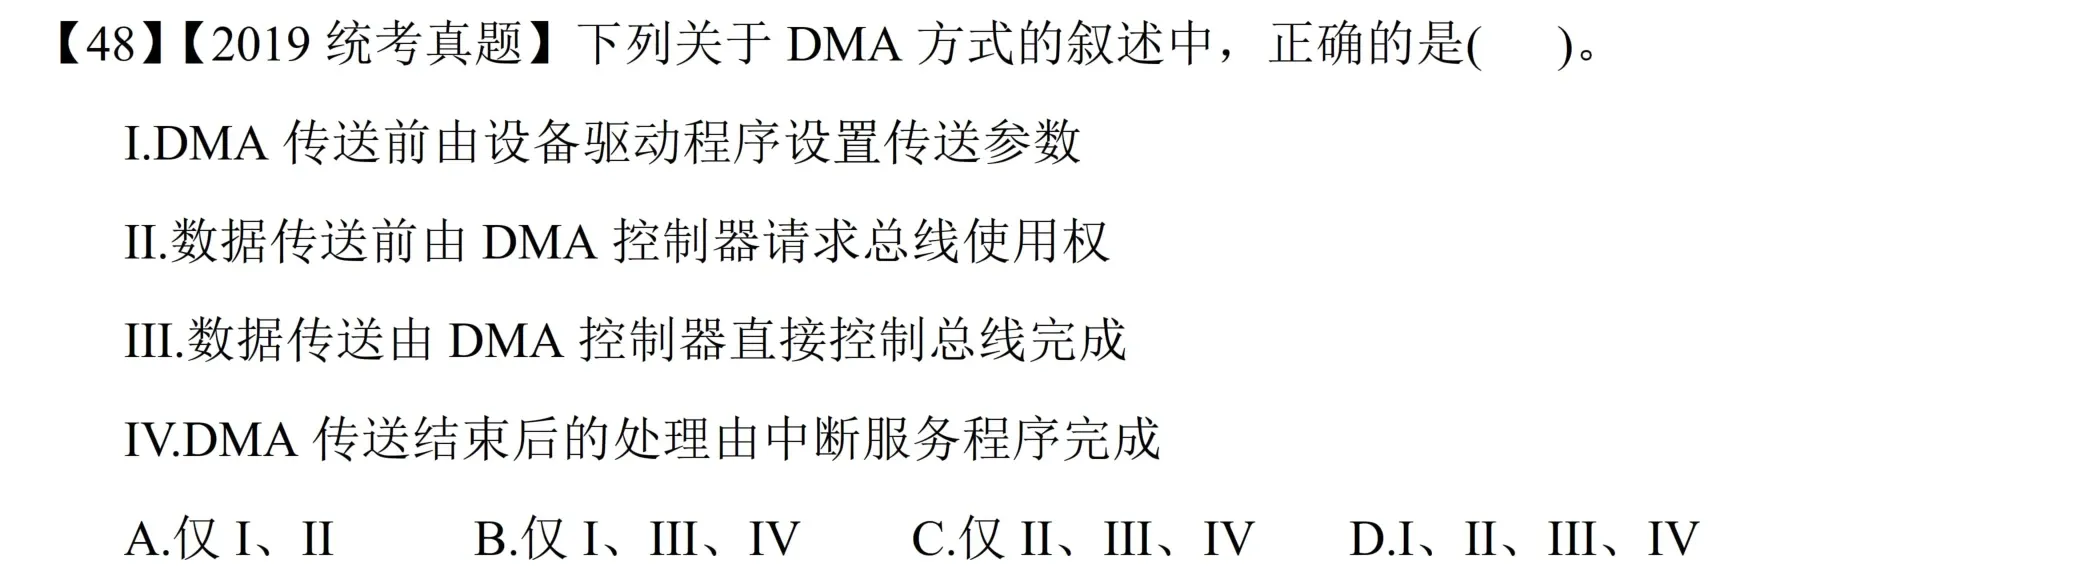 【48】【2019 统考真题】下列关于 DMA 方式的叙述中，正确的是(    )。
I.DMA 传送前由设备驱动程序设置传送参数
II.数据传送前由 DMA 控制器请求总线使用权
III.数据传送由 DMA 控制器直接控制总线完成
IV.DMA 传送结束后的处理由中断服务程序完成
A.仅 I、II    B.仅 I、III、IV    C.仅 II、III、IV    D.I、II、III、IV